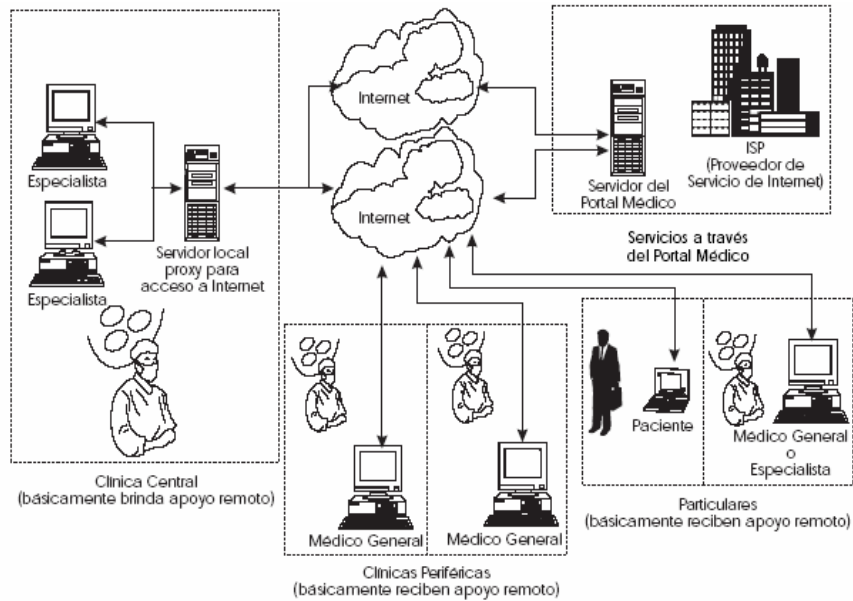 Especialista
Especialista
Servidor local
proxy para
acceso a Internet
Clínica Central
(básicamente brinda apoyo remoto)
Internet
Internet
Servidor del
Portal Médico
ISP
(Proveedor de
Servicio de Internet)
Servicios a través
del Portal Médico
Médico General
Médico General
Clínicas Periféricas
(básicamente reciben apoyo remoto)
Paciente
Médico General
o
Especialista
Particulares
(básicamente reciben apoyo remoto)